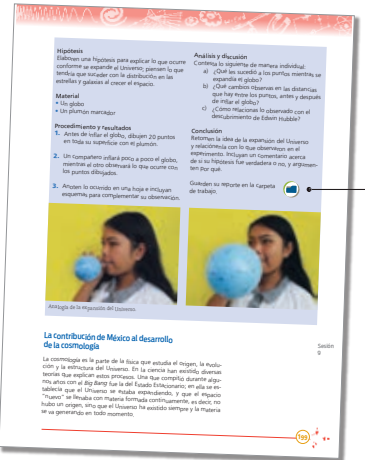 Hipótesis
Elaboren una hipótesis para explicar lo que ocurre
conforme se expande el Universo; piensen lo que
tendría que suceder con la distribución en las
estrellas y galaxias al crecer el espacio.
Material
• Un globo
• Un plumón marcador
Procedimiento y resultados
1. Antes de inflar el globo, dibujen 20 puntos
en toda su superficie con el plumón.
2. Un compañero inflará poco a poco el globo,
mientras el otro observará lo que ocurre con
los puntos dibujados.
3. Anoten lo ocurrido en una hoja e incluyan
esquemas para complementar su observación.
Análisis y discusión
Contesta lo siguiente de manera individual:
a) ¿Qué les sucedió a los puntos mientras se
expandía el globo?
b) ¿Qué cambios observas en las distancias
que hay entre los puntos, antes y después
de inflar el globo?
c) ¿Cómo relacionas lo observado con el
descubrimiento de Edwin Hubble?
Conclusión
Retomen la idea de la expansión del Universo
y relaciónenla con lo que observaron en el
experimento. Incluyan un comentario acerca
de si su hipótesis fue verdadera o no, y argumen-
ten por qué.
Guarden su reporte en la carpeta
de trabajo.
Analogía de la expansión del Universo.
La contribución de México al desarrollo
de la cosmología
Sesión
9
La cosmología es la parte de la física que estudia el origen, la evolu-
ción y la estructura del Universo. En la ciencia han existido diversas
teorías que explican estos procesos. Una que compitió durante algu-
nos años con el Big Bang fue la del Estado Estacionario; en ella se es-
tablecía que el Universo se estaba expandiendo, y que el espacio
"nuevo" se llenaba con materia formada continuamente, es decir, no
hubo un origen, sino que el Universo ha existido siempre y la materia
se va generando en todo momento.
199